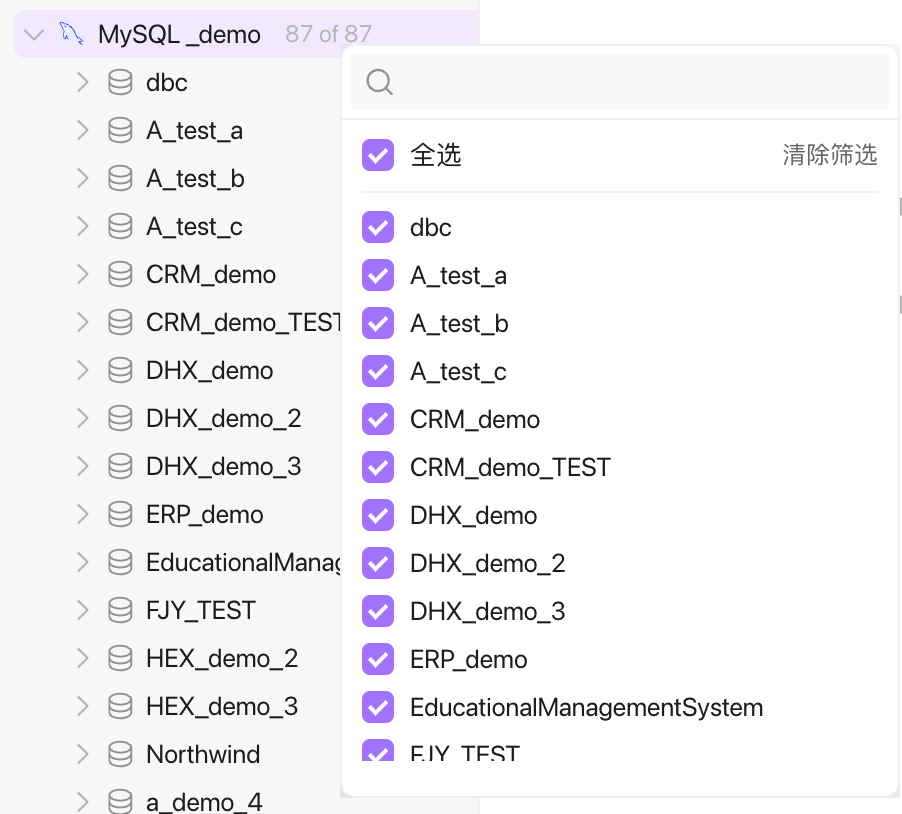 MySQL _demo 87 of 87
dbc
A_test_a
A_test_b
A_test_c
CRM_demo
CRM_demo_TEST
DHX_demo
DHX_demo_2
DHX_demo_3
ERP_demo
EducationalManag
FJY_TEST
HEX_demo_2
HEX_demo_3
Northwind
a_demo_4
全选 清除筛选
dbc
A_test_a
A_test_b
A_test_c
CRM_demo
CRM_demo_TEST
DHX_demo
DHX_demo_2
DHX_demo_3
ERP_demo
EducationalManagementSystem
FJY_TEST